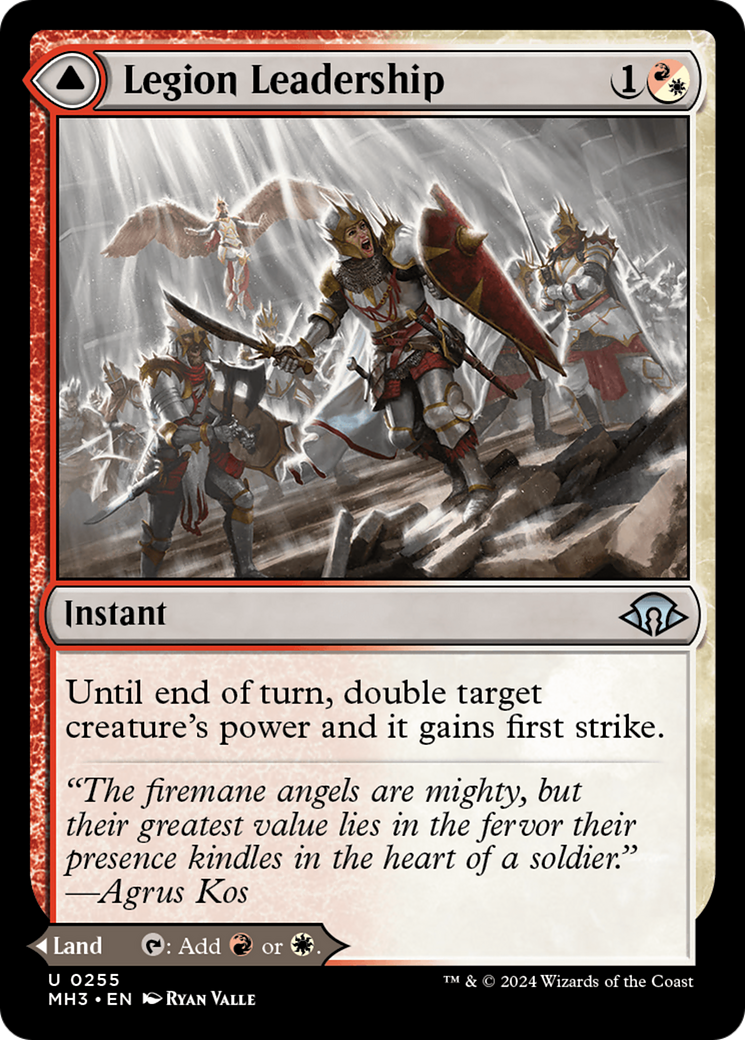 Legion Leadership 1
Instant
Until end of turn, double target
creature's power and it gains first strike.
“The firemane angels are mighty, but
their greatest value lies in the fervor their
presence kindles in the heart of a soldier.”
—Agrus Kos
Land : Add or .
U 0255
MH3 • EN Ryan Valle
™ & © 2024 Wizards of the Coast